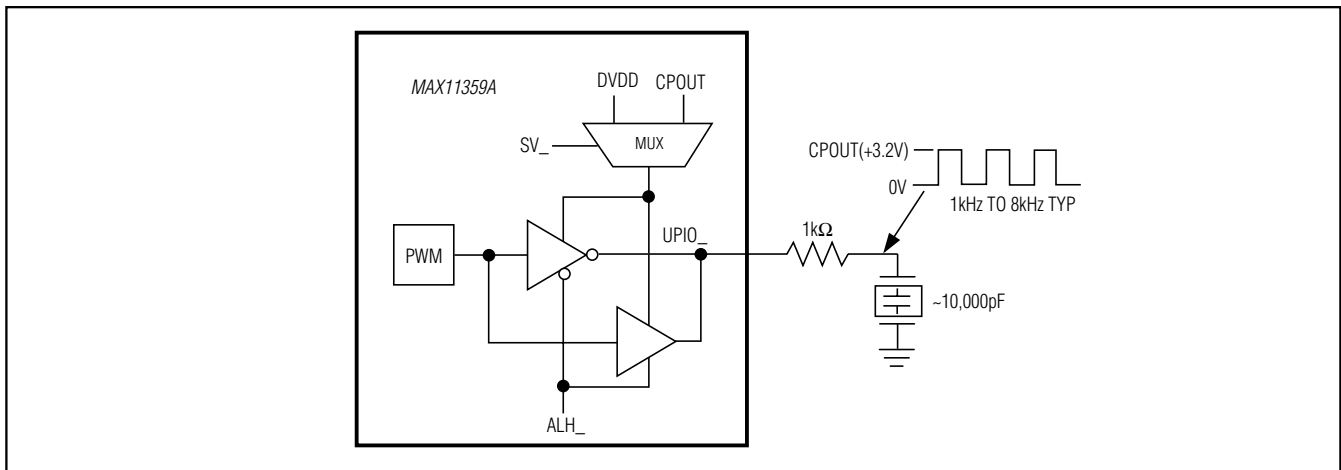 MAX11359A
DVDD
CPOUT
SV_
MUX
CPOUT(+3.2V)
0V
1kHz TO 8kHz TYP
PWM
UPIO_
1kΩ
~10,000pF
ALH_